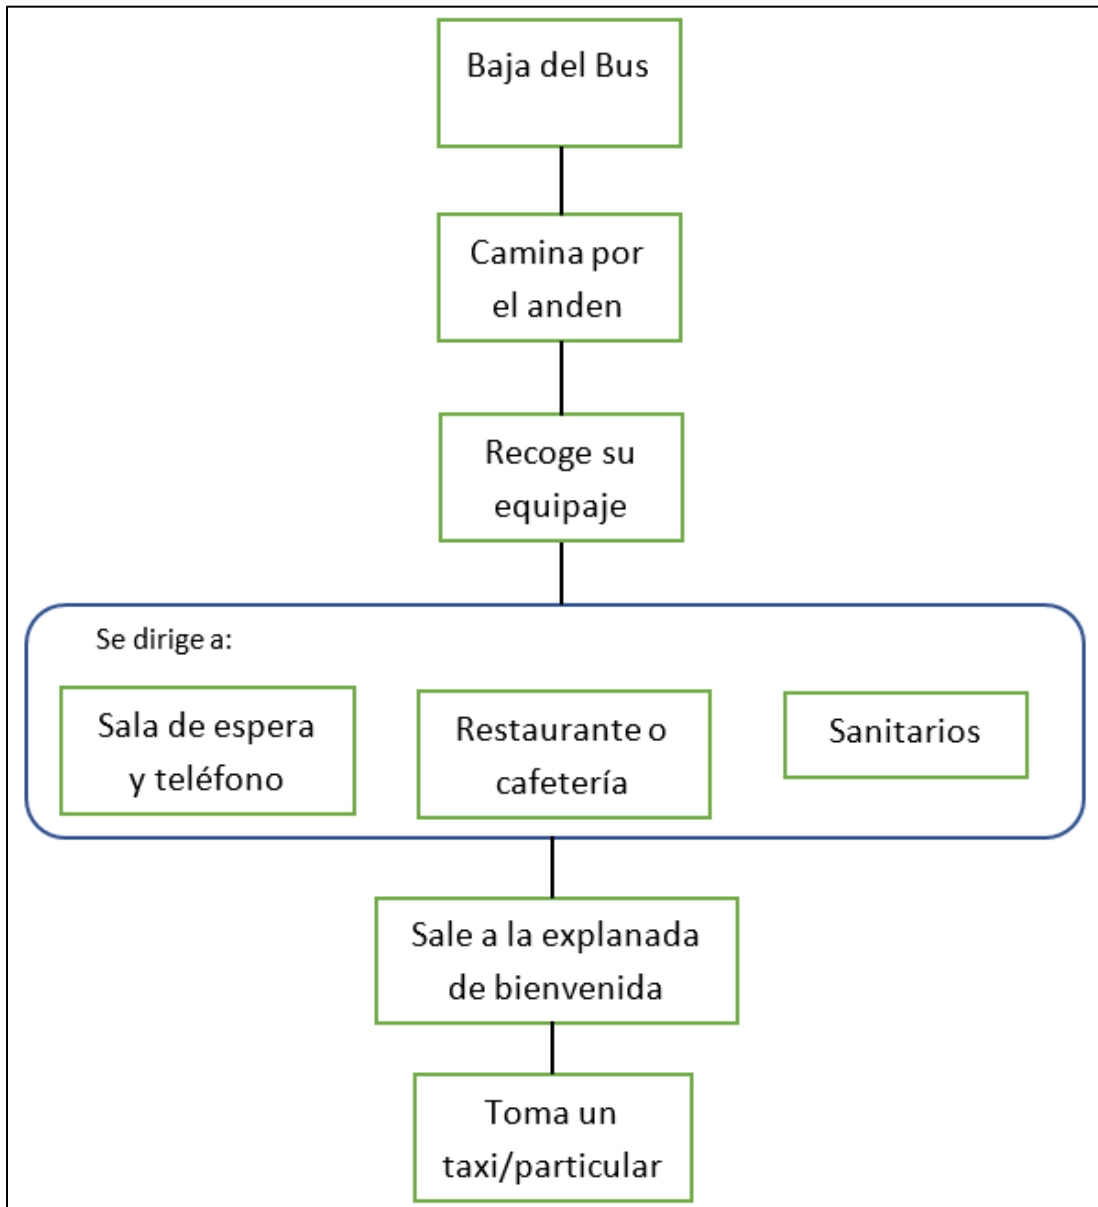 Baja del Bus
Camina por
el anden
Recoge su
equipaje
Se dirige a:
Sala de espera
y teléfono
Restaurante o
cafetería
Sanitarios
Sale a la explanada
de bienvenida
Toma un
taxi/particular